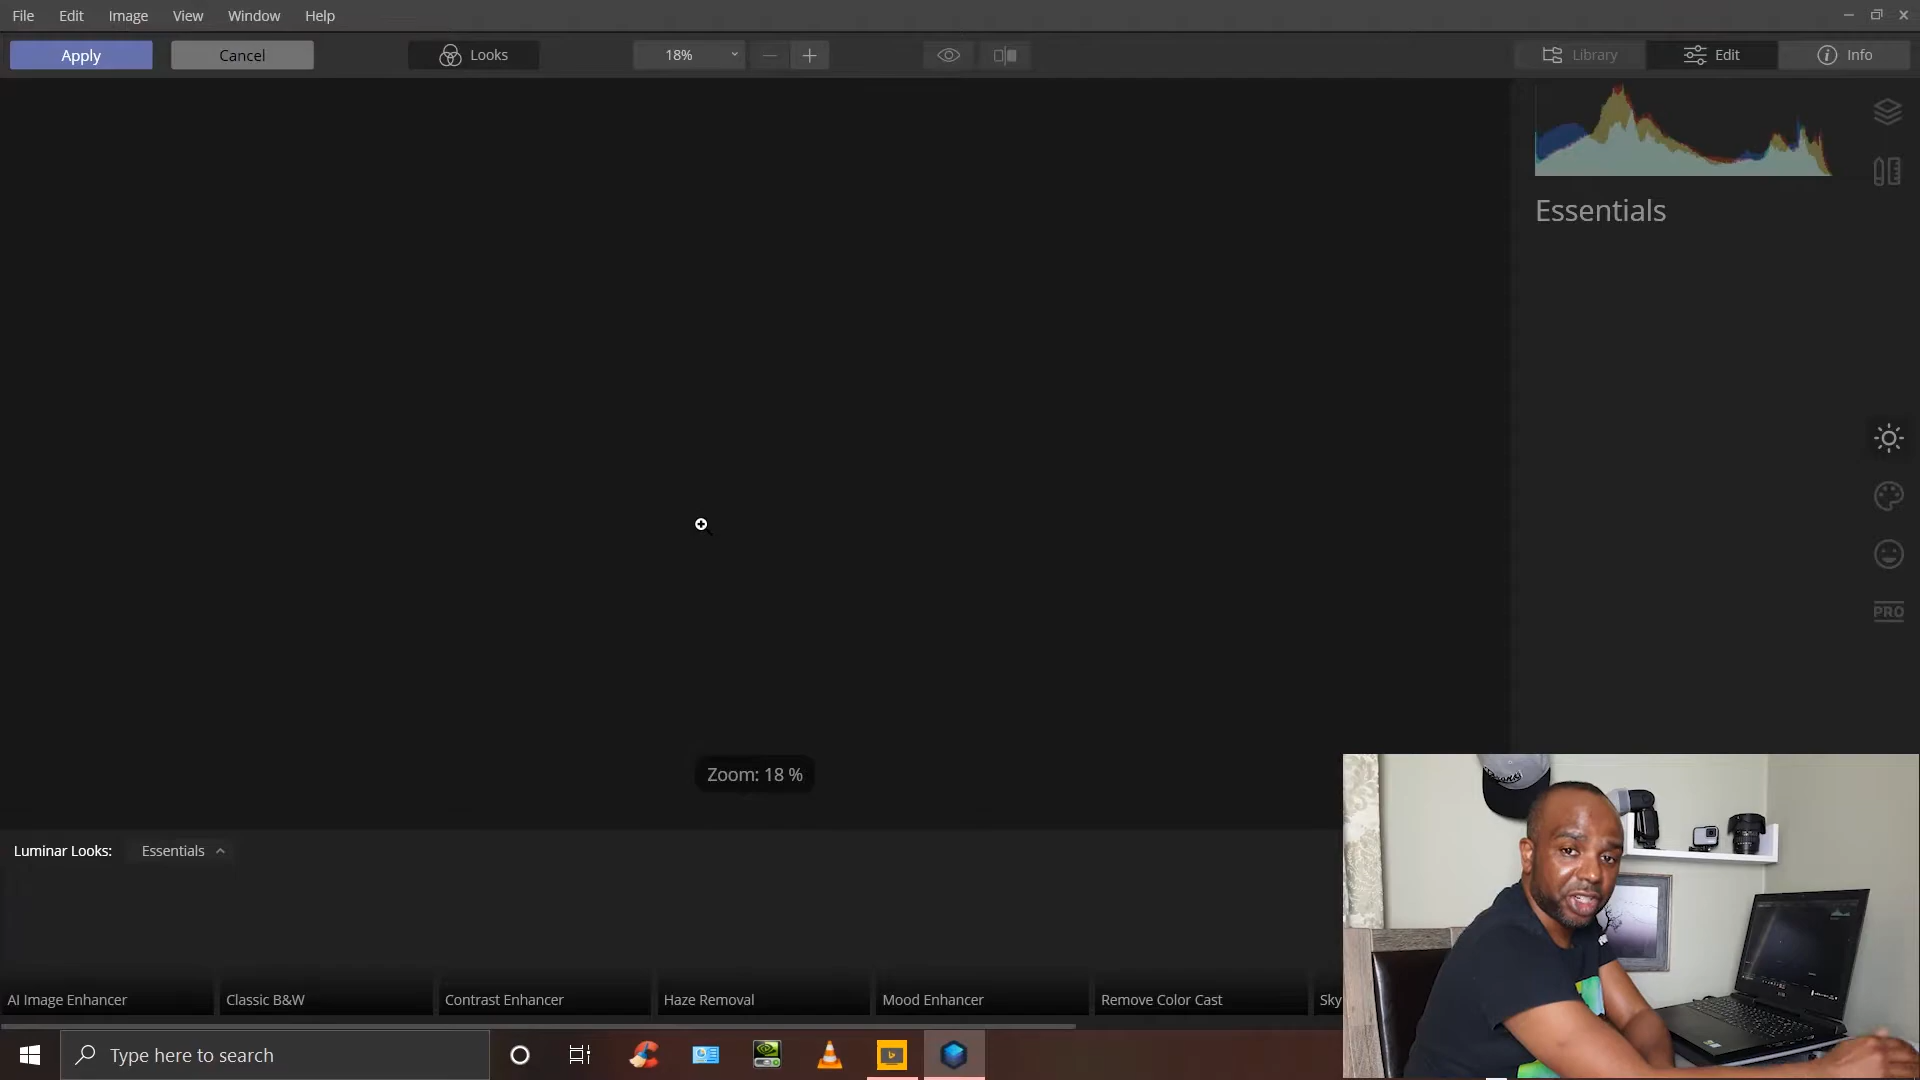 File Edit Image View Window Help
Apply Cancel Looks 18% Library Edit Info
Essentials
PRO
Zoom: 18 %
Luminar Looks: Essentials
AI Image Enhancer Classic B&W Contrast Enhancer Haze Removal Mood Enhancer Remove Color Cast Sky
Type here to search